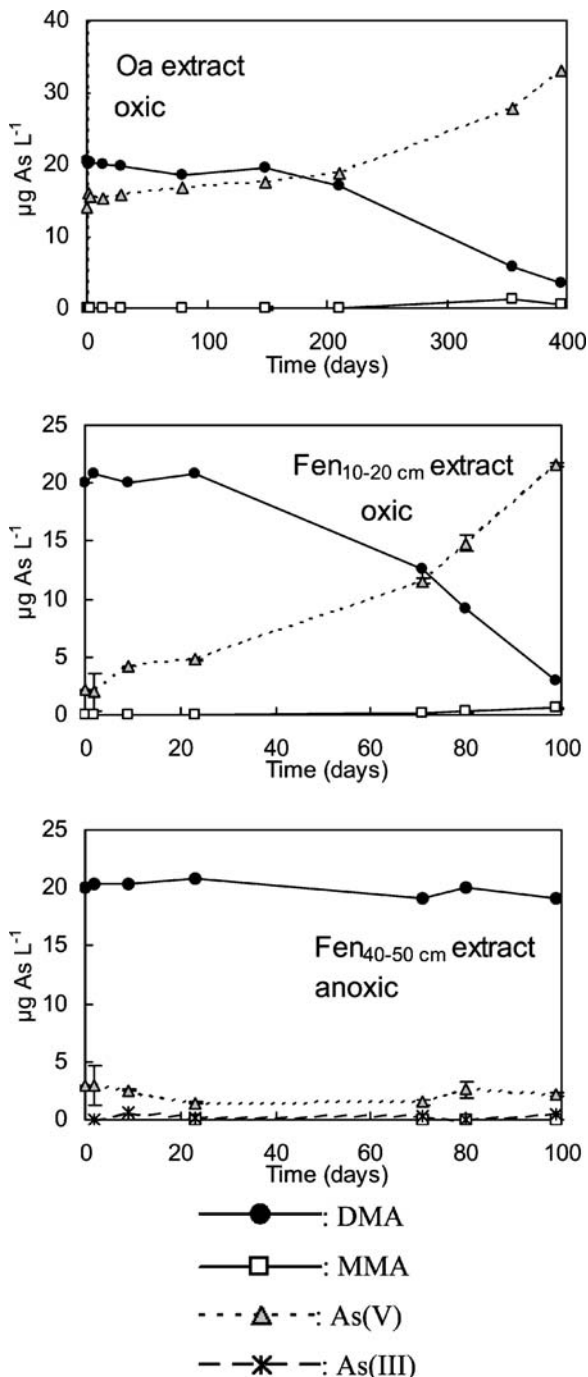 40
30
20
10
0
µg As L⁻¹
Oa extract
oxic
0 100 200 300 400
Time (days)
25
20
15
10
5
0
µg As L⁻¹
Fen₁₀₋₂₀ cm extract
oxic
0 20 40 60 80 100
Time (days)
25
20
15
10
5
0
µg As L⁻¹
Fen₄₀₋₅₀ cm extract
anoxic
0 20 40 60 80 100
Time (days)
: DMA
: MMA
: As(V)
: As(III)